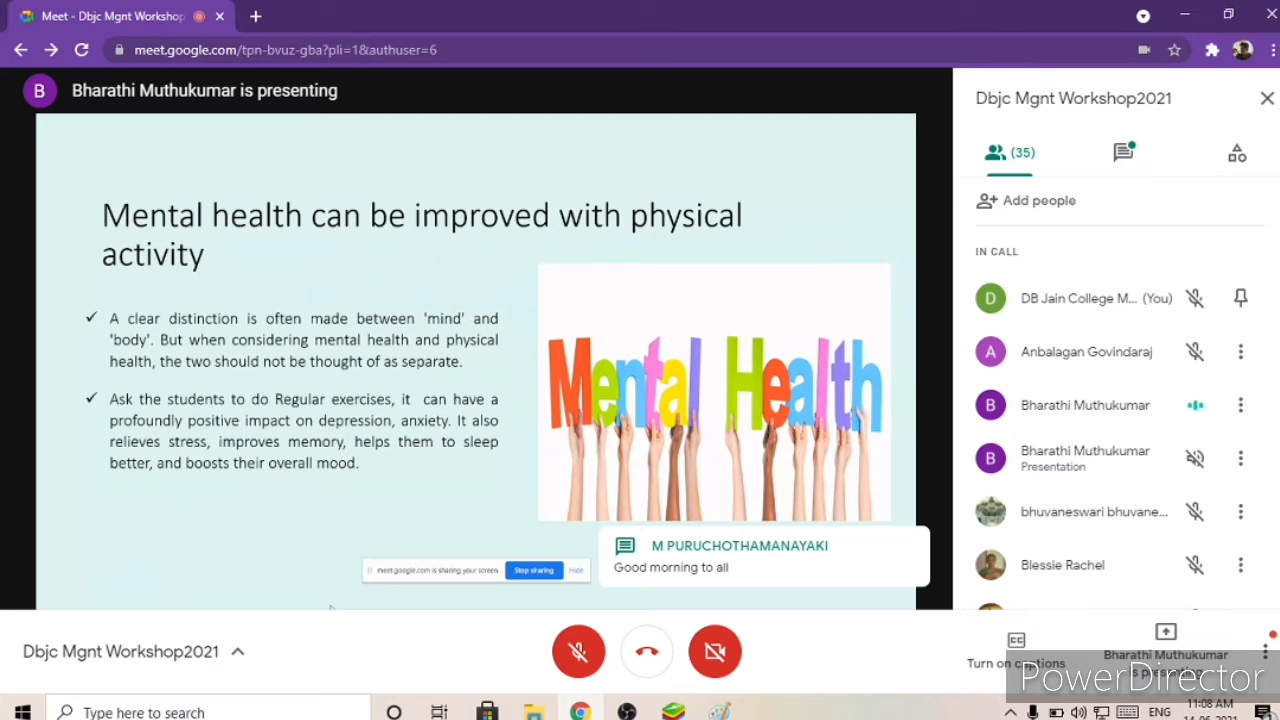 Meet - Dbjc Mgnt Workshop
meet.google.com/tpn-bvuz-gba?pli=1&authuser=6
B
Bharathi Muthukumar is presenting
Mental health can be improved with physical
activity
✓ A clear distinction is often made between 'mind' and
'body'. But when considering mental health and physical
health, the two should not be thought of as separate.
✓ Ask the students to do Regular exercises, it can have a
profoundly positive impact on depression, anxiety. It also
relieves stress, improves memory, helps them to sleep
better, and boosts their overall mood.
Mental Health
meet.google.com is sharing your screen.
Stop sharing
Hide
M PURUCHOTHAMANAYAKI
Good morning to all
Dbjc Mgnt Workshop2021
(35)
Add people
IN CALL
D
DB Jain College M... (You)
A
Anbalagan Govindaraj
B
Bharathi Muthukumar
B
Bharathi Muthukumar
Presentation
bhuvaneswari bhuvane...
Blessie Rachel
Dbjc Mgnt Workshop2021
Turn on captions
Bharathi Muthukumar
PowerDirector
Type here to search
ENG
11:08 AM